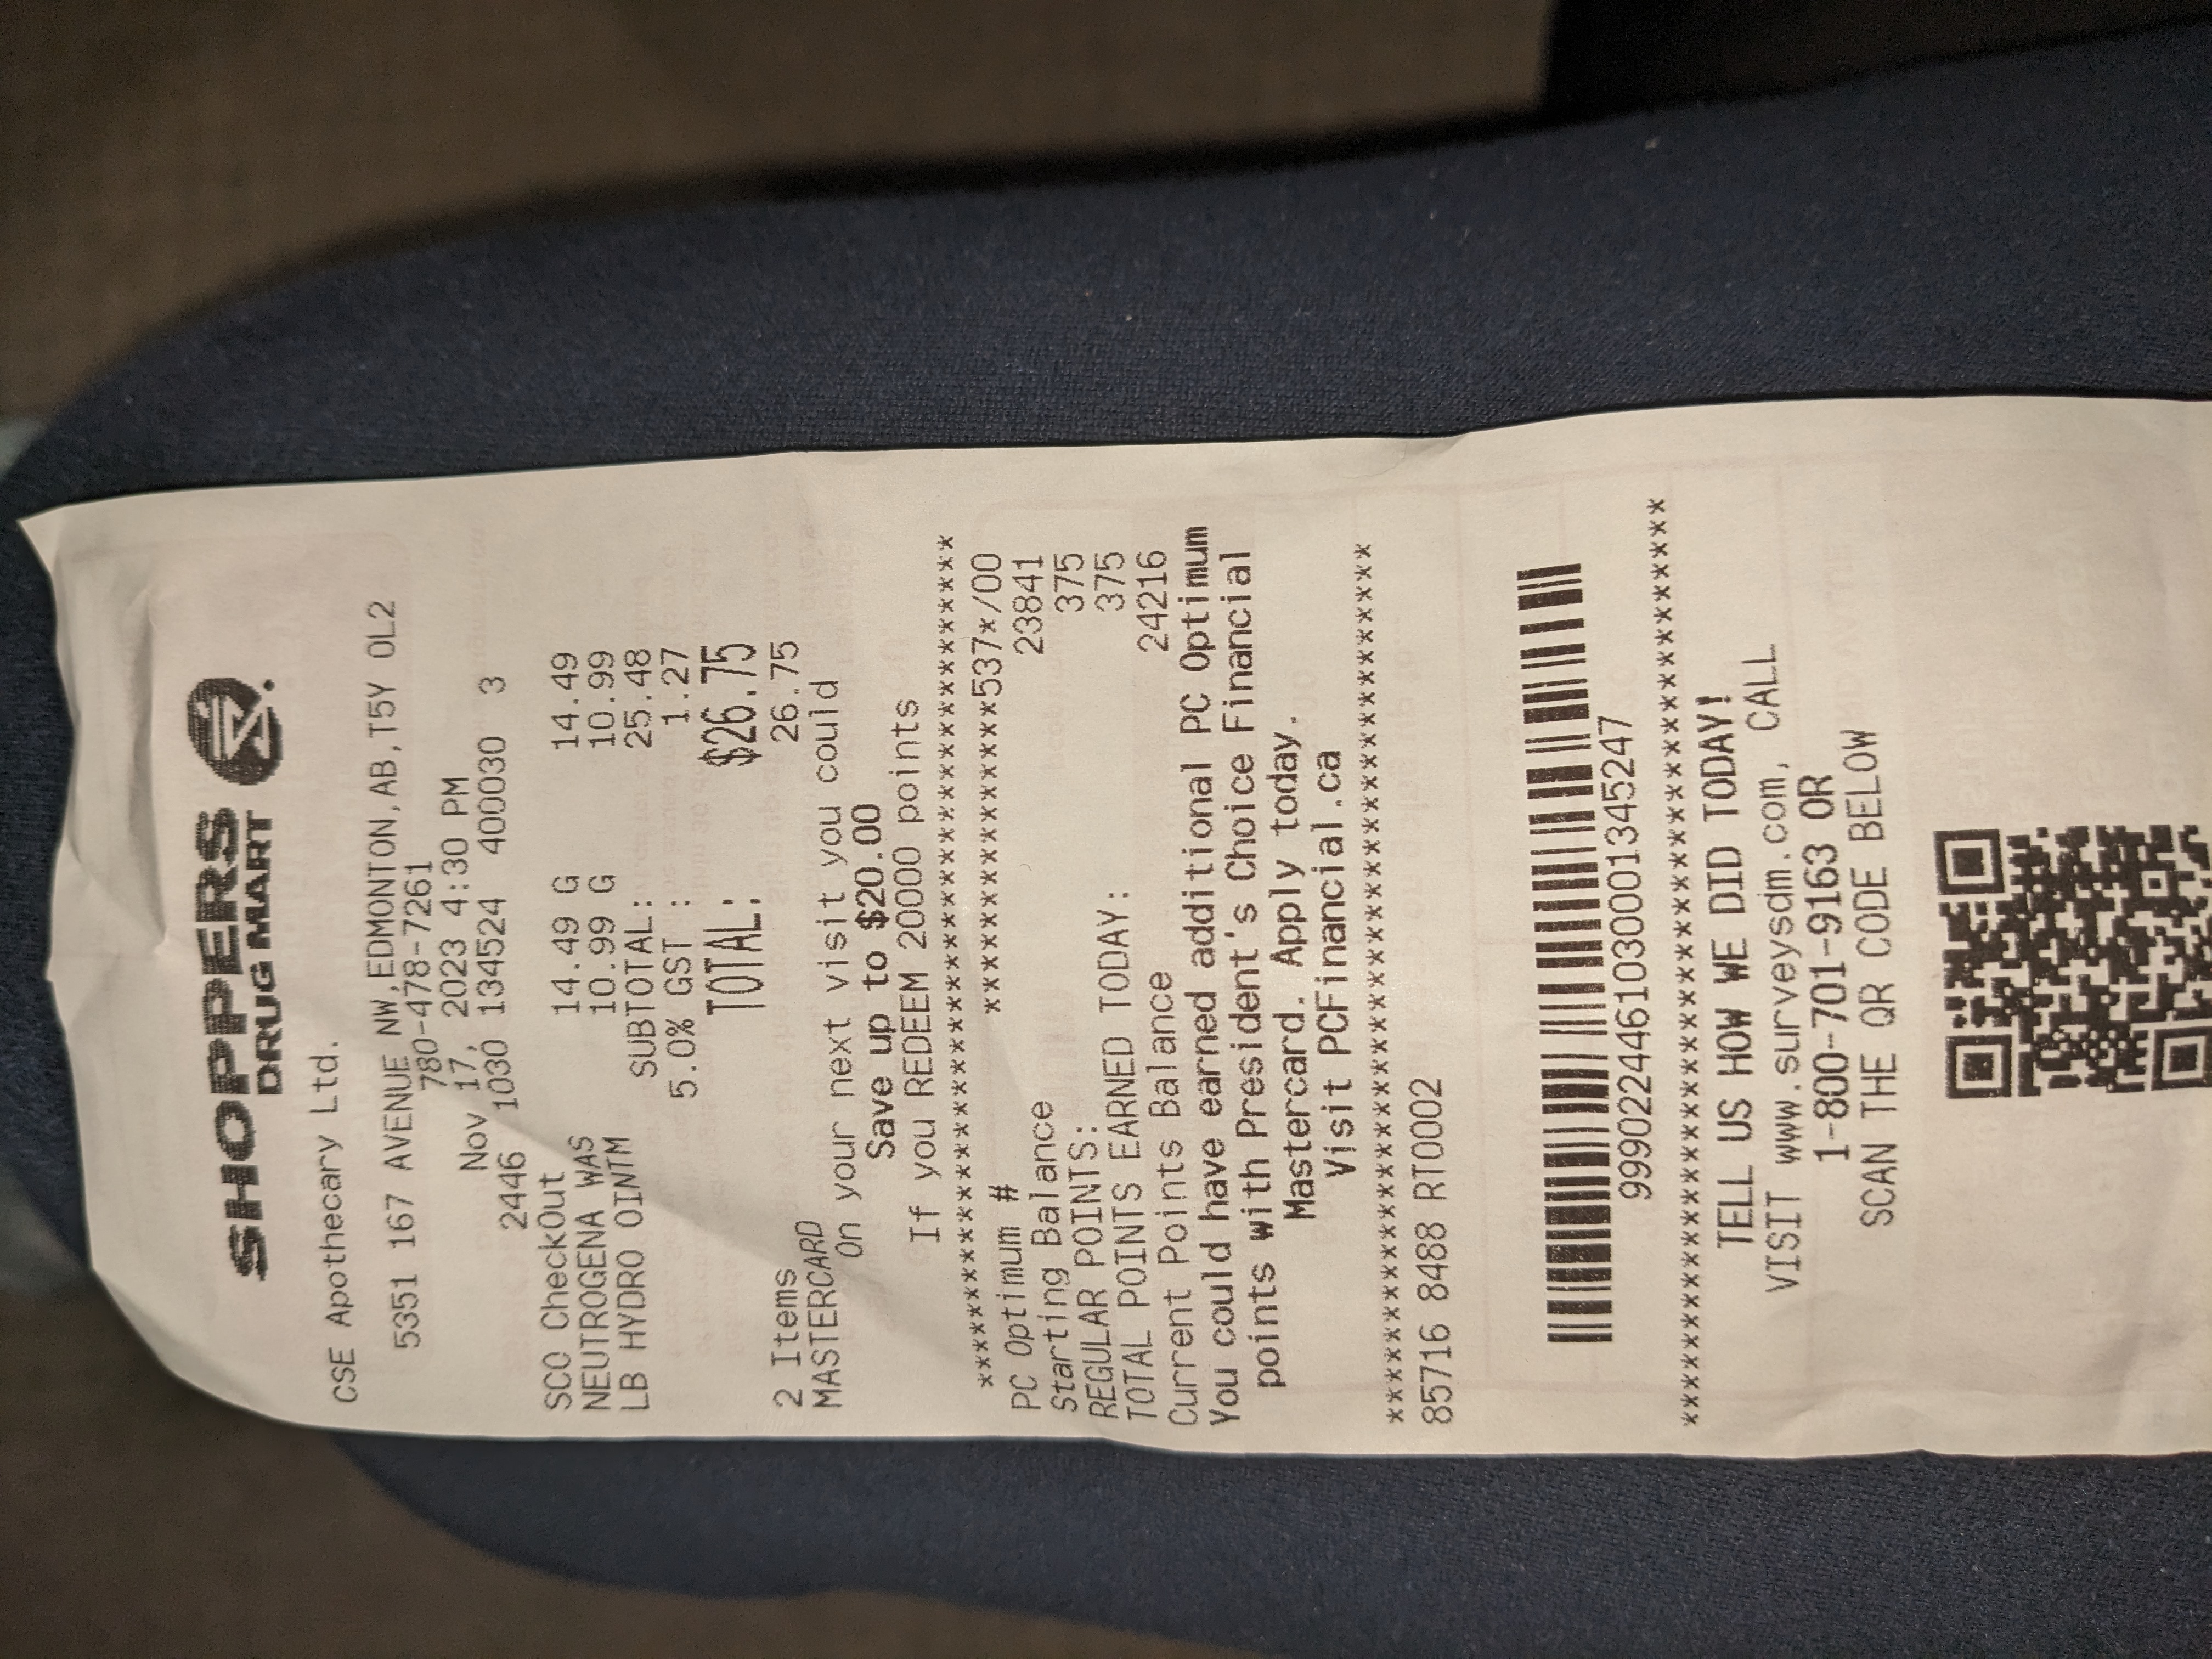 SHOPPERS
DRUG MART
CSE Apothecary Ltd.
5351 167 AVENUE NW,EDMONTON,AB,T5Y 0L2
780-478-7261
Nov 17, 2023 4:30 PM
2446 1030 134524 400030 3
SCO CheckOut
NEUTROGENA WAS 14.49 G 14.49
LB HYDRO OINTM 10.99 G 10.99
SUBTOTAL: 25.48
5.0% GST : 1.27
TOTAL: $26.75
2 Items
MASTERCARD 26.75
On your next visit you could
Save up to $20.00
If you REDEEM 20000 points
****************************************
PC Optimum # ************537*/00
Starting Balance 23841
REGULAR POINTS: 375
TOTAL POINTS EARNED TODAY: 375
Current Points Balance 24216
You could have earned additional PC Optimum
points with President's Choice Financial
Mastercard. Apply today.
Visit PCFinancial.ca
****************************************
85716 8488 RT0002
9990224461030001345247
****************************************
TELL US HOW WE DID TODAY!
VISIT www.surveysdm.com, CALL
1-800-701-9163 OR
SCAN THE QR CODE BELOW